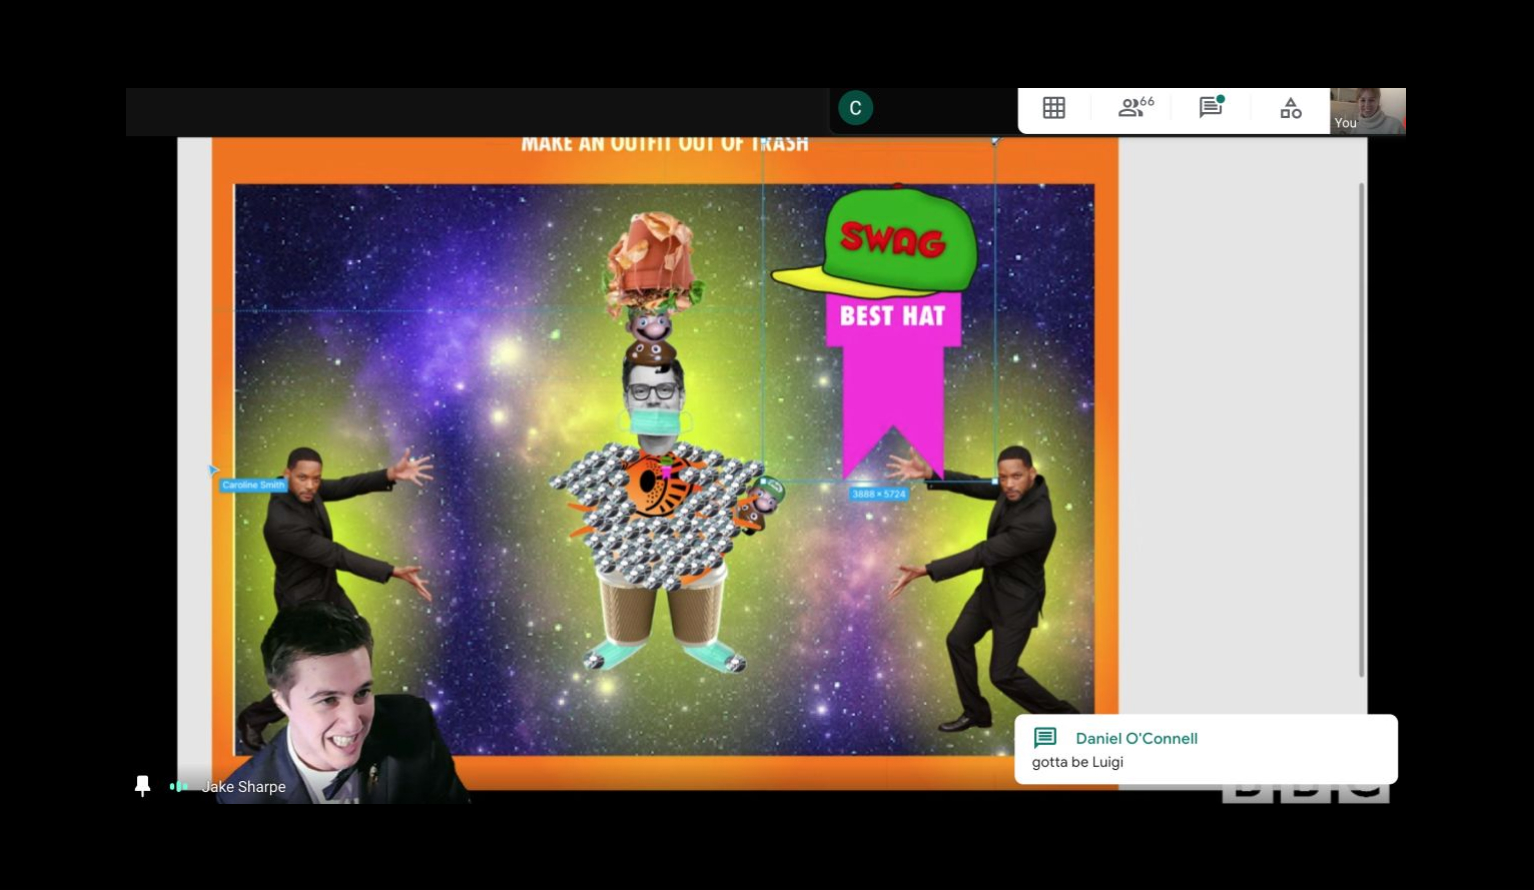 C
66
You
MAKE AN OUTFIT OUT OF TRASH
SWAG
BEST HAT
Caroline Smith
3888 × 5724
Daniel O'Connell
gotta be Luigi
Jake Sharpe
BBC